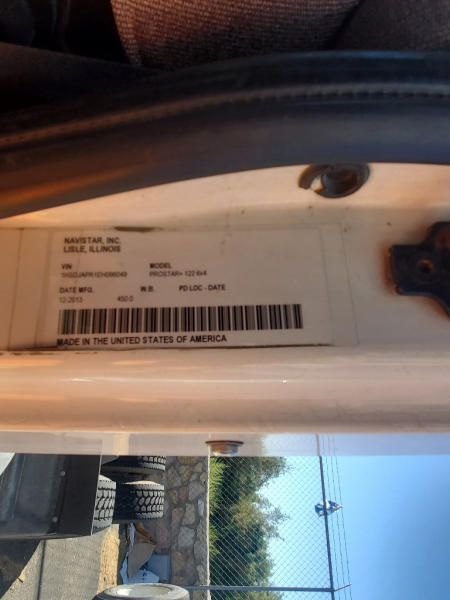 NAVISTAR, INC.
LISLE, ILLINOIS
VIN MODEL
PROSTAR+ 122 6x4
DATE MFG. W.B. PD LOC - DATE
12-2013 450.0
MADE IN THE UNITED STATES OF AMERICA